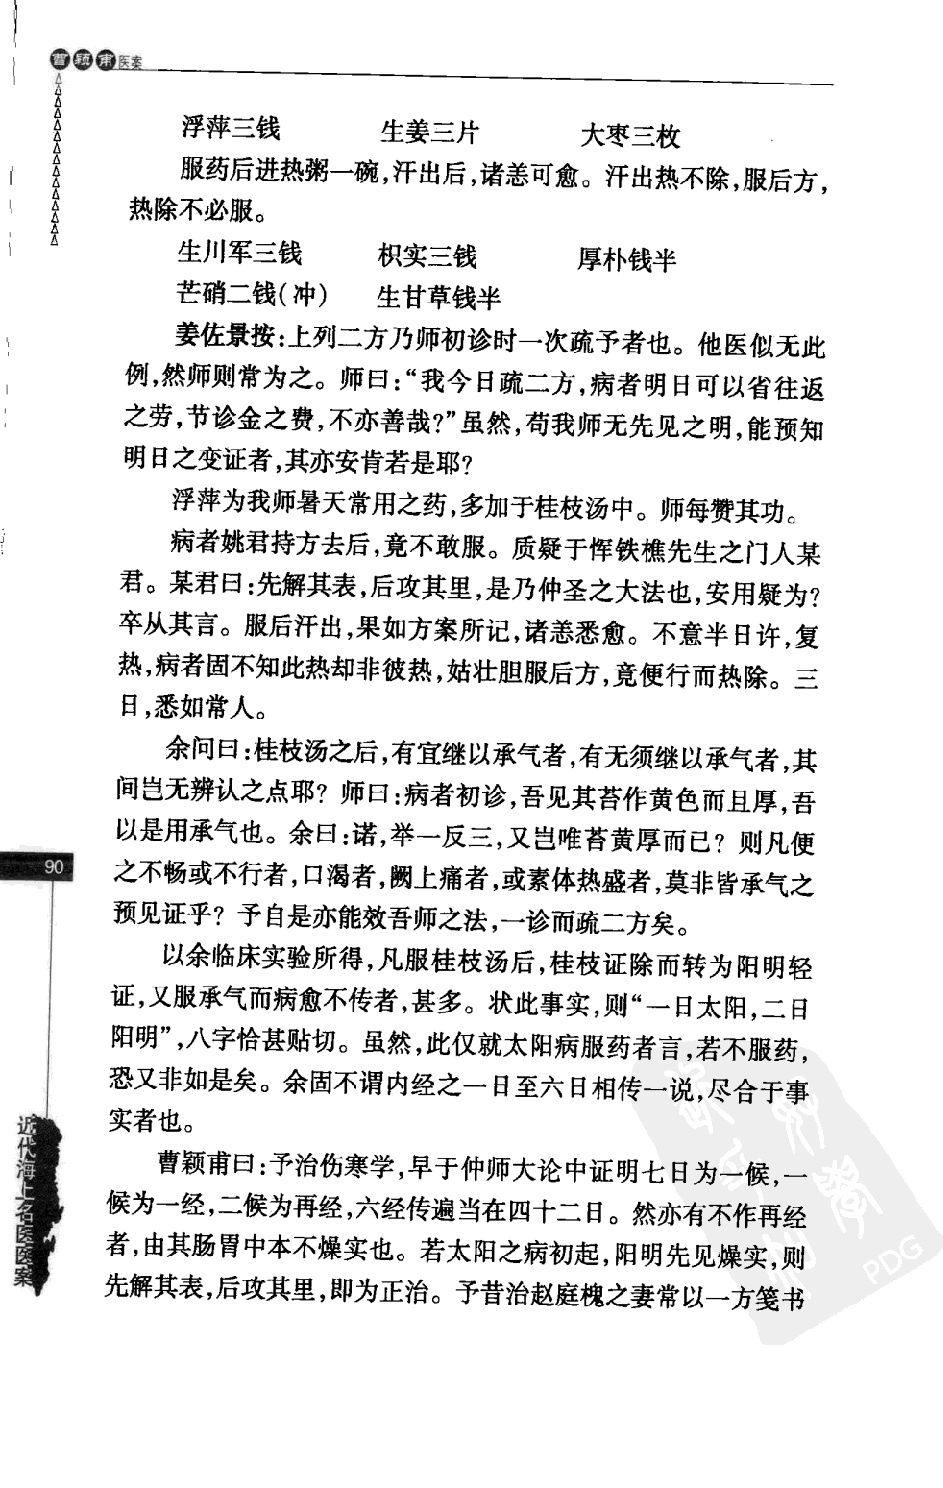 曹颖甫医案
浮萍三钱 生姜三片 大枣三枚
服药后进热粥一碗,汗出后,诸恙可愈。汗出热不除,服后方,
热除不必服。
生川军三钱 枳实三钱 厚朴钱半
芒硝二钱(冲) 生甘草钱半
姜佐景按:上列二方乃师初诊时一次疏予者也。他医似无此
例,然师则常为之。师曰:“我今日疏二方,病者明日可以省往返
之劳,节诊金之费,不亦善哉?”虽然,苟我师无先见之明,能预知
明日之变证者,其亦安肯若是耶?
浮萍为我师暑天常用之药,多加于桂枝汤中。师每赞其功。
病者姚君持方去后,竟不敢服。质疑于恽铁樵先生之门人某
君。某君曰:先解其表,后攻其里,是乃仲圣之大法也,安用疑为?
卒从其言。服后汗出,果如方案所记,诸恙悉愈。不意半日许,复
热,病者固不知此热却非彼热,姑壮胆服后方,竟便行而热除。三
日,悉如常人。
余问曰:桂枝汤之后,有宜继以承气者,有无须继以承气者,其
间岂无辨认之点耶?师曰:病者初诊,吾见其苔作黄色而且厚,吾
以是用承气也。余曰:诺,举一反三,又岂唯苔黄厚而已?则凡便
之不畅或不行者,口渴者,阙上痛者,或素体热盛者,莫非皆承气之
预见证乎?予自是亦能效吾师之法,一诊而疏二方矣。
以余临床实验所得,凡服桂枝汤后,桂枝证除而转为阳明轻
证,又服承气而病愈不传者,甚多。状此事实,则“一日太阳,二日
阳明”,八字恰甚贴切。虽然,此仅就太阳病服药者言,若不服药,
恐又非如是矣。余固不谓内经之一日至六日相传一说,尽合于事
实者也。
曹颖甫曰:予治伤寒学,早于仲师大论中证明七日为一候,一
候为一经,二候为再经,六经传遍当在四十二日。然亦有不作再经
者,由其肠胃中本不燥实也。若太阳之病初起,阳明先见燥实,则
先解其表,后攻其里,即为正治。予昔治赵庭槐之妻常以一方笺书
90
近代海上名医医案
PDG